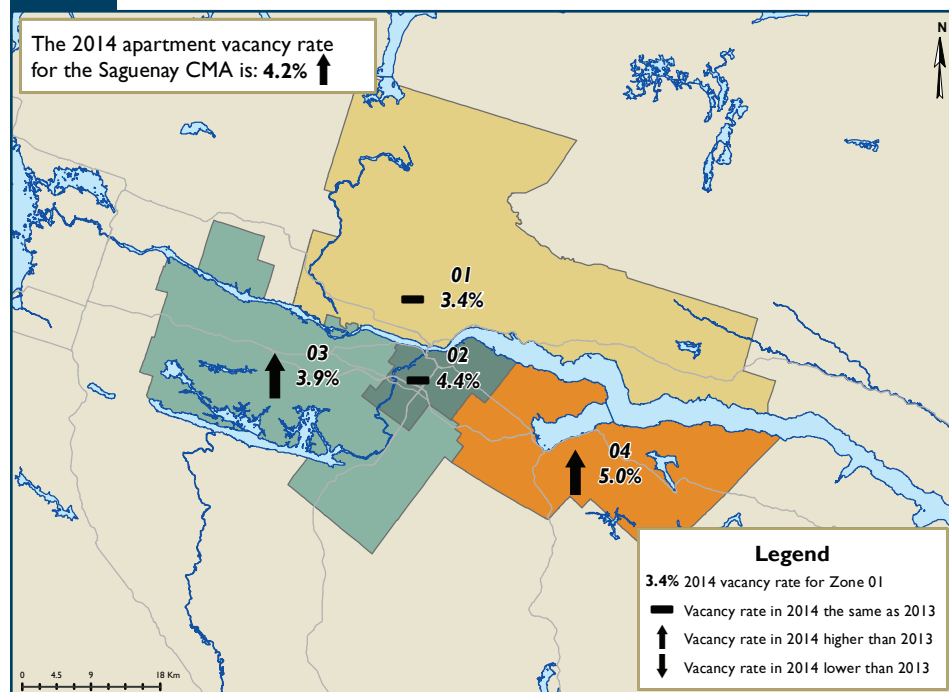 The 2014 apartment vacancy rate
for the Saguenay CMA is: 4.2%
N
01
3.4%
02
4.4%
03
3.9%
04
5.0%
Legend
3.4% 2014 vacancy rate for Zone 01
Vacancy rate in 2014 the same as 2013
Vacancy rate in 2014 higher than 2013
Vacancy rate in 2014 lower than 2013
0 4.5 9 18 Km